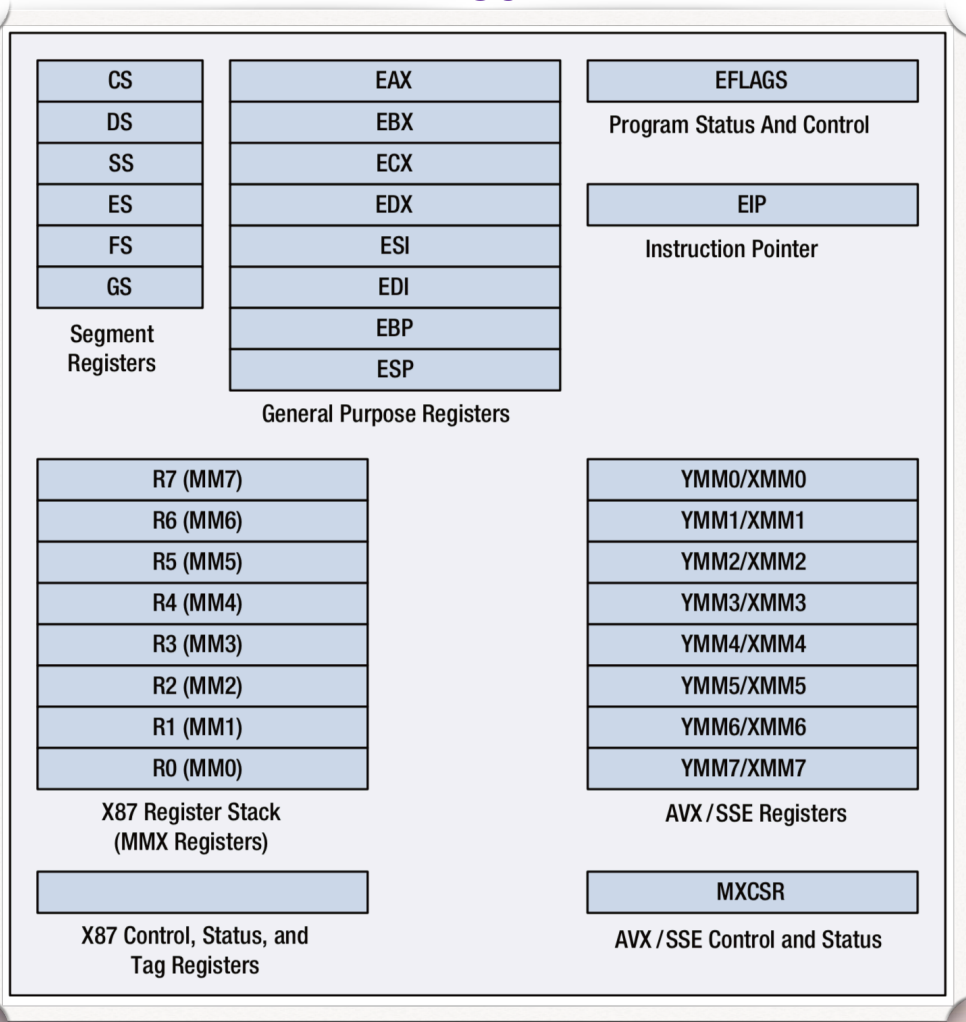 CS
DS
SS
ES
FS
GS
Segment
Registers
EAX
EBX
ECX
EDX
ESI
EDI
EBP
ESP
General Purpose Registers
EFLAGS
Program Status And Control
EIP
Instruction Pointer
R7 (MM7)
R6 (MM6)
R5 (MM5)
R4 (MM4)
R3 (MM3)
R2 (MM2)
R1 (MM1)
R0 (MM0)
X87 Register Stack
(MMX Registers)
X87 Control, Status, and
Tag Registers
YMM0/XMM0
YMM1/XMM1
YMM2/XMM2
YMM3/XMM3
YMM4/XMM4
YMM5/XMM5
YMM6/XMM6
YMM7/XMM7
AVX/SSE Registers
MXCSR
AVX/SSE Control and Status